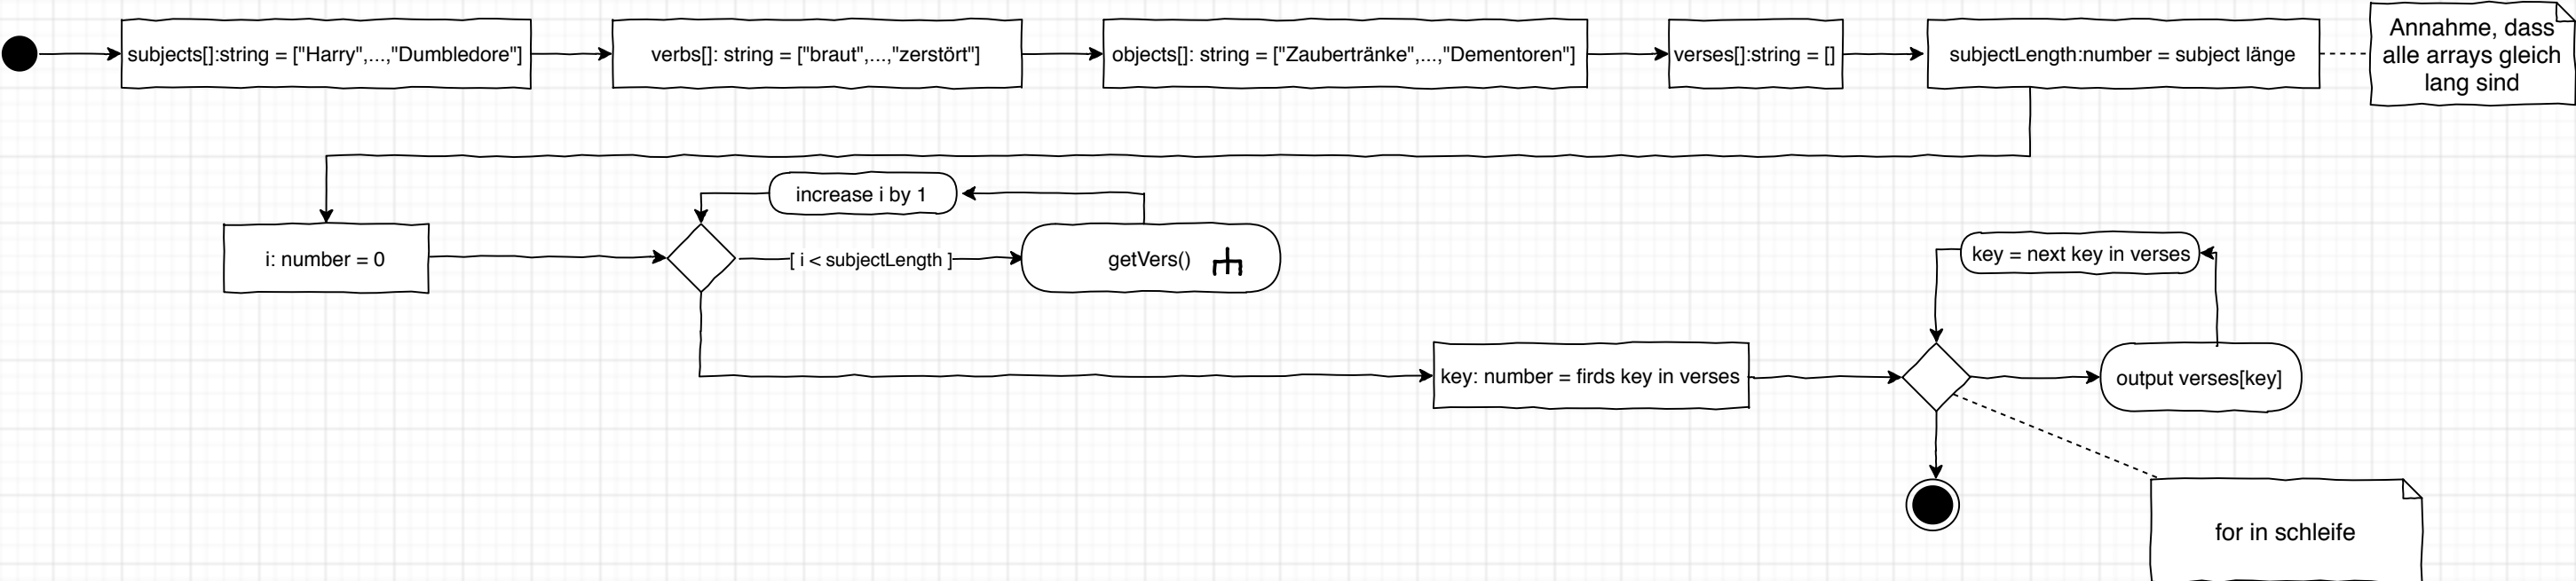 subjects[]:string = ["Harry",...,"Dumbledore"]
verbs[]: string = ["braut",...,"zerstört"]
objects[]: string = ["Zaubertränke",...,"Dementoren"]
verses[]:string = []
subjectLength:number = subject länge
Annahme, dass
alle arrays gleich
lang sind
increase i by 1
i: number = 0
[ i < subjectLength ]
getVers()
key = next key in verses
key: number = firds key in verses
output verses[key]
for in schleife